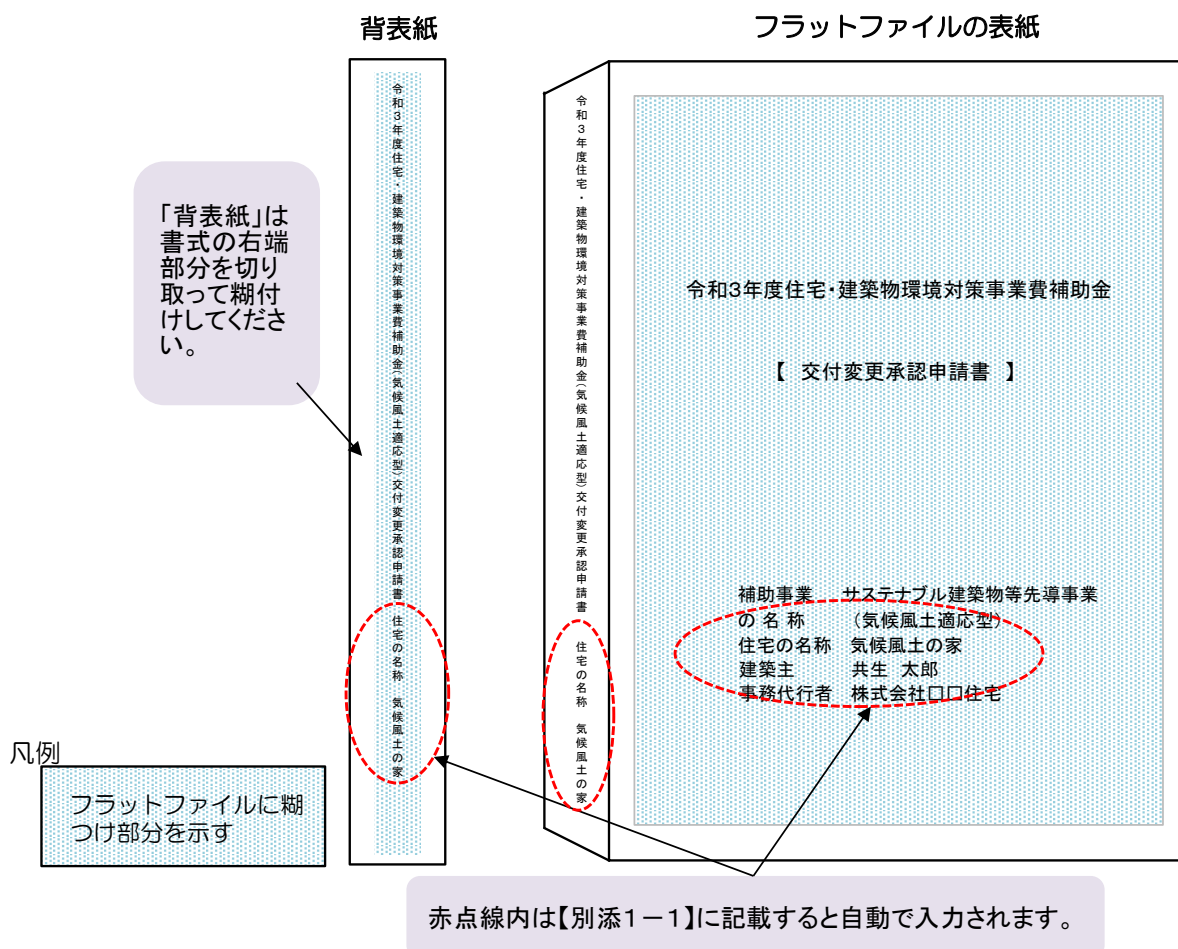 背表紙
フラットファイルの表紙
令和3年度住宅・建築物環境対策事業費補助金(気候風土適応型)交付変更承認申請書 住宅の名称 気候風土の家
令和3年度住宅・建築物環境対策事業費補助金(気候風土適応型)交付変更承認申請書 住宅の名称 気候風土の家
「背表紙」は
書式の右端
部分を切り
取って糊付
けしてくださ
い。
令和3年度住宅・建築物環境対策事業費補助金
【 交付変更承認申請書 】
補助事業 サステナブル建築物等先導事業
の 名 称 (気候風土適応型)
住宅の名称 気候風土の家
建築主 共生 太郎
事務代行者 株式会社口口住宅
凡例
フラットファイルに糊
つけ部分を示す
赤点線内は【別添1-1】に記載すると自動で入力されます。